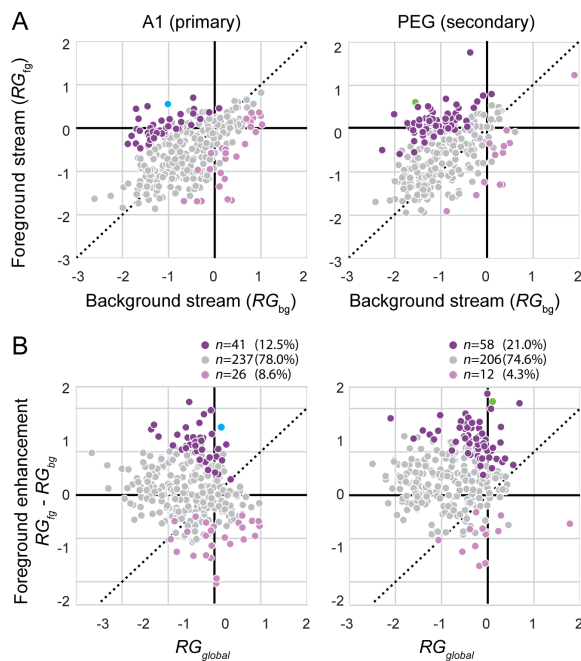 A
A1 (primary)
PEG (secondary)
Foreground stream (RGfg)
2
1
0
-1
-2
-3
2
1
0
-1
-2
-3
-3 -2 -1 0 1 2
-3 -2 -1 0 1 2
Background stream (RGbg)
Background stream (RGbg)
B
n=41 (12.5%)
n=237 (78.0%)
n=26 (8.6%)
n=58 (21.0%)
n=206 (74.6%)
n=12 (4.3%)
Foreground enhancement
RGfg - RGbg
2
1
0
-1
-2
2
1
0
-1
-2
-3 -2 -1 0 1 2
-3 -2 -1 0 1 2
RGglobal
RGglobal